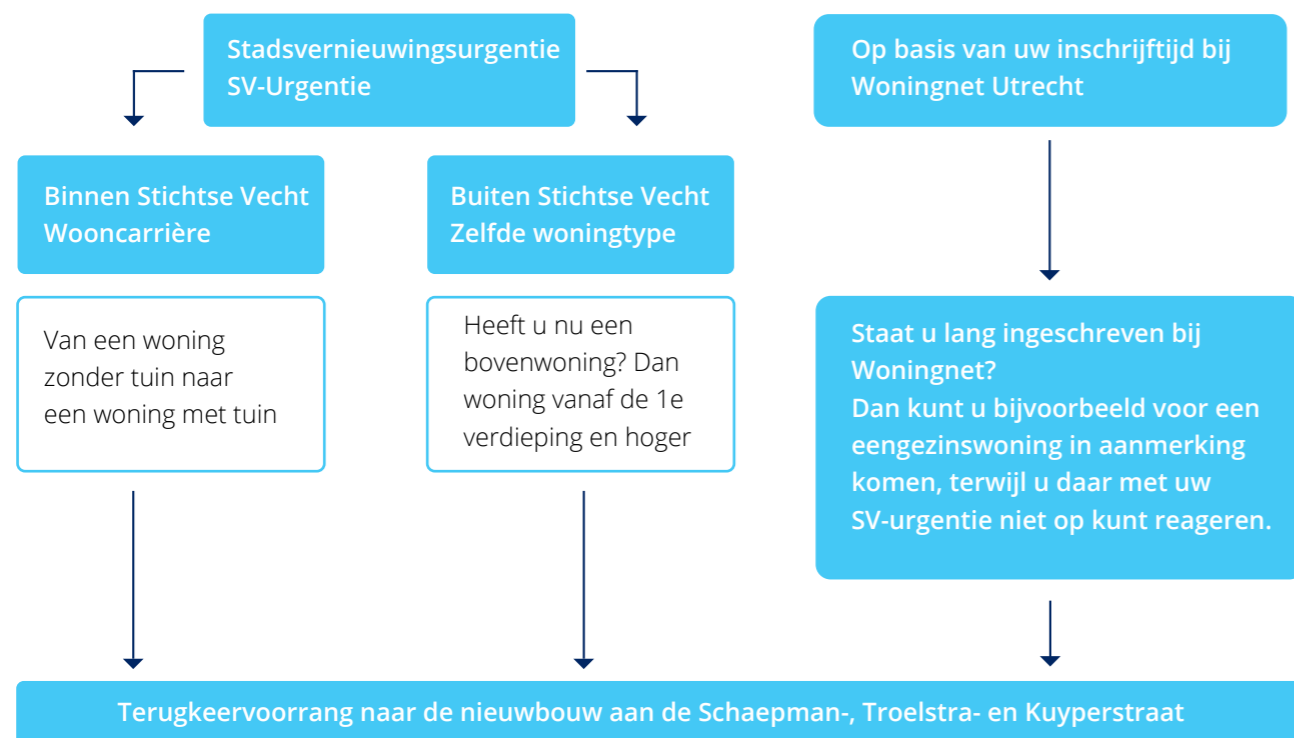 Stadsvernieuwingsurgentie
SV-Urgentie
Binnen Stichtse Vecht
Wooncarrière
Van een woning
zonder tuin naar
een woning met tuin
Buiten Stichtse Vecht
Zelfde woningtype
Heeft u nu een
bovenwoning? Dan
woning vanaf de 1e
verdieping en hoger
Op basis van uw inschrijftijd bij
Woningnet Utrecht
Staat u lang ingeschreven bij
Woningnet?
Dan kunt u bijvoorbeeld voor een
eengezinswoning in aanmerking
komen, terwijl u daar met uw
SV-urgentie niet op kunt reageren.
Terugkeervoorrang naar de nieuwbouw aan de Schaepman-, Troelstra- en Kuyperstraat